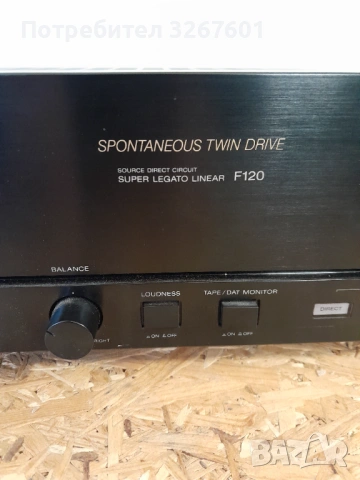 Потребител 3267601
SPONTANEOUS TWIN DRIVE
SOURCE DIRECT CIRCUIT
SUPER LEGATO LINEAR F120
BALANCE
LOUDNESS
TAPE/DAT MONITOR
DIRECT
RIGHT
ON OFF
ON OFF
BAZAR